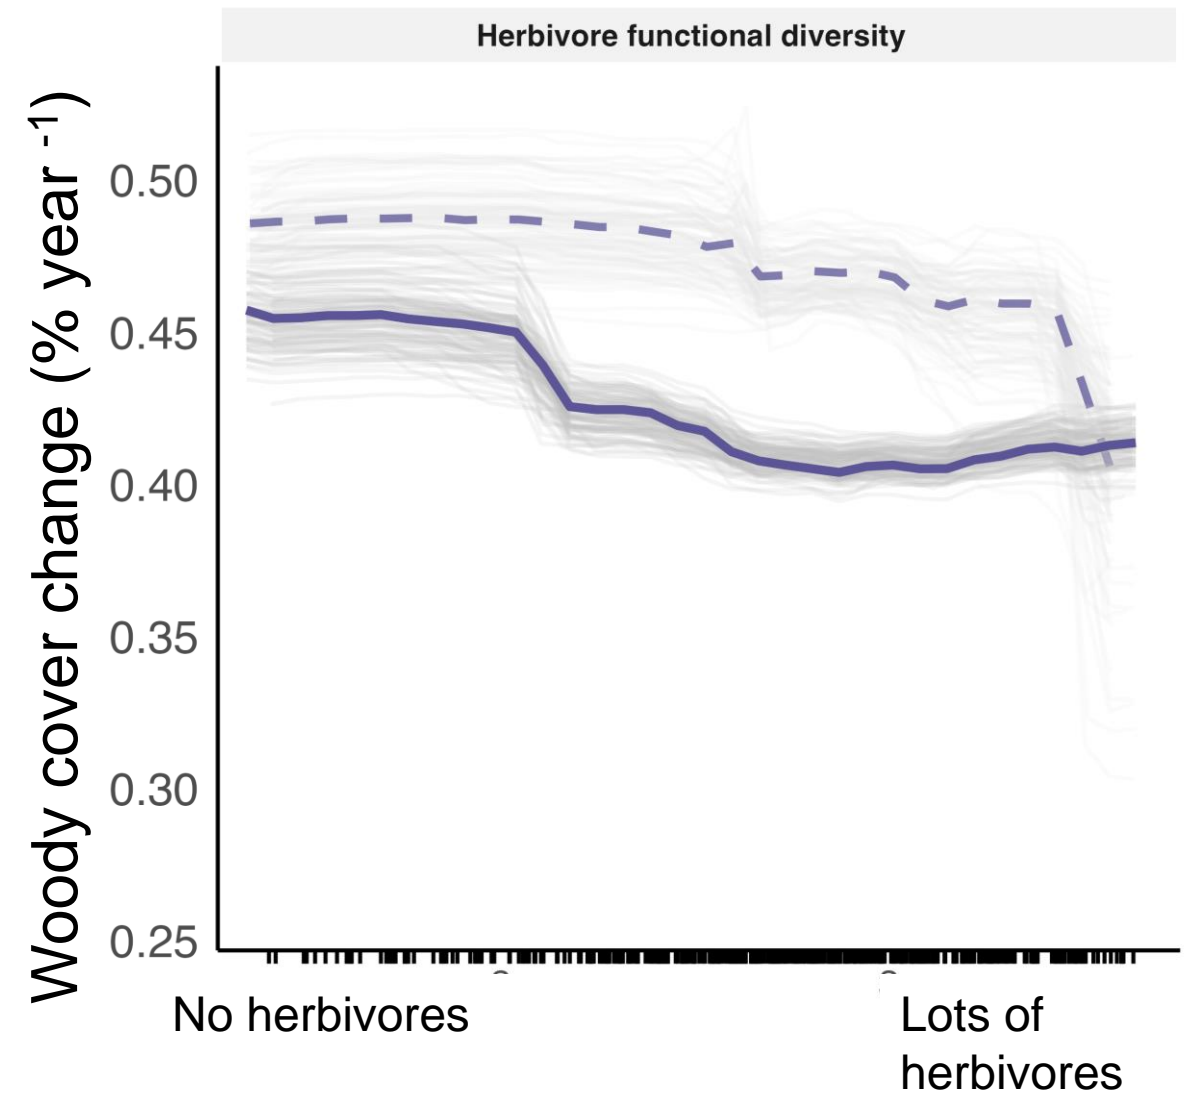 Herbivore functional diversity
Woody cover change (% year -1)
0.50
0.45
0.40
0.35
0.30
0.25
No herbivores
Lots of
herbivores